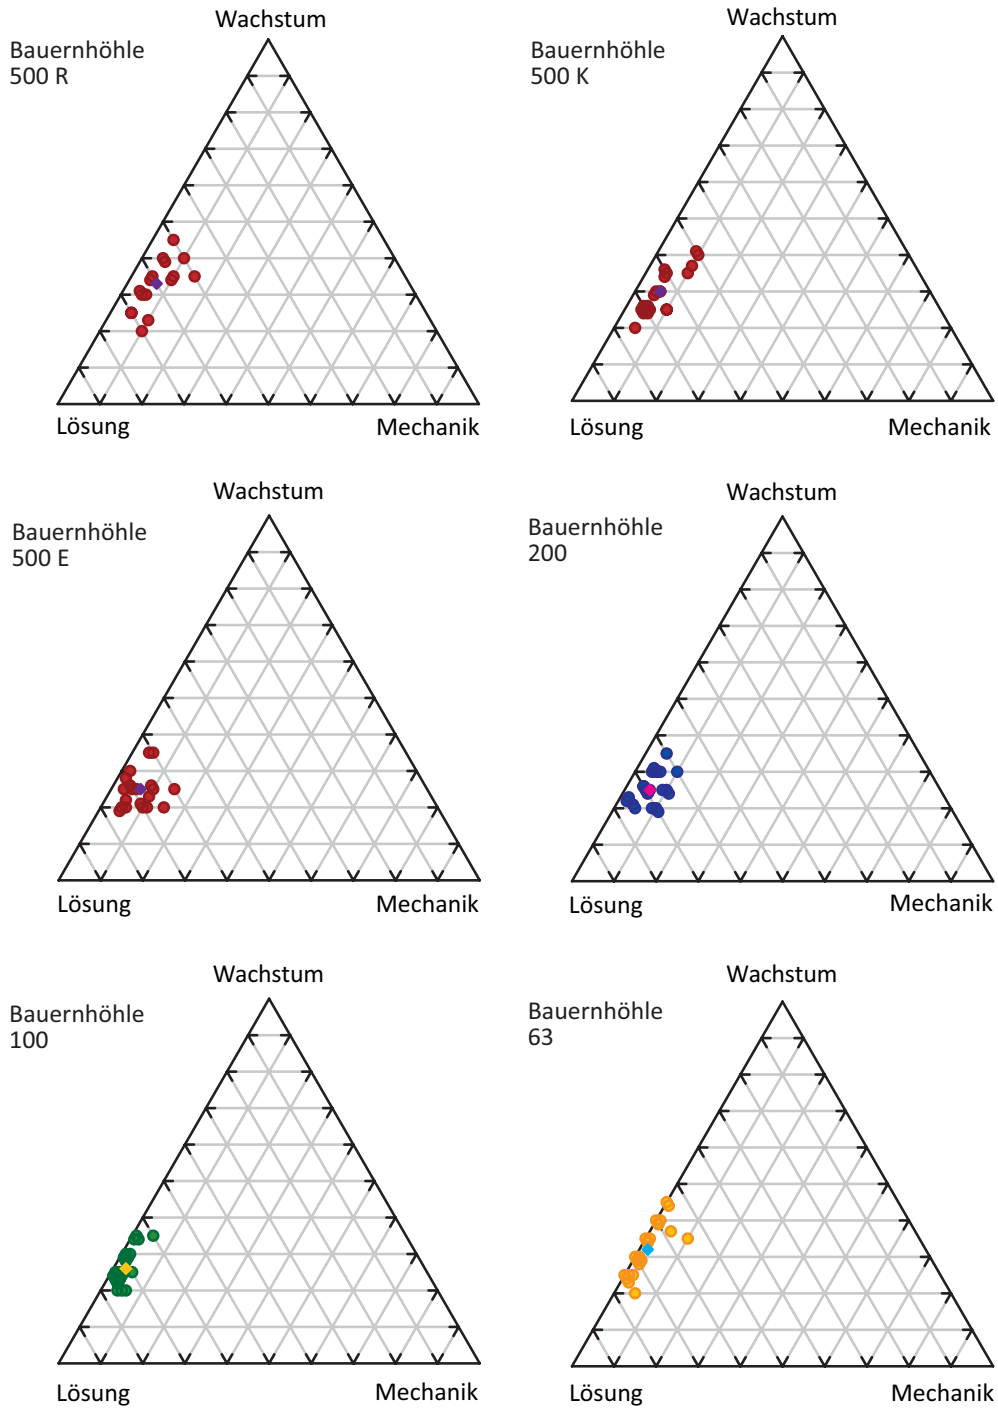 Wachstum
Bauernhöhle
500 R
Lösung
Mechanik
Wachstum
Bauernhöhle
500 K
Lösung
Mechanik
Wachstum
Bauernhöhle
500 E
Lösung
Mechanik
Wachstum
Bauernhöhle
200
Lösung
Mechanik
Wachstum
Bauernhöhle
100
Lösung
Mechanik
Wachstum
Bauernhöhle
63
Lösung
Mechanik